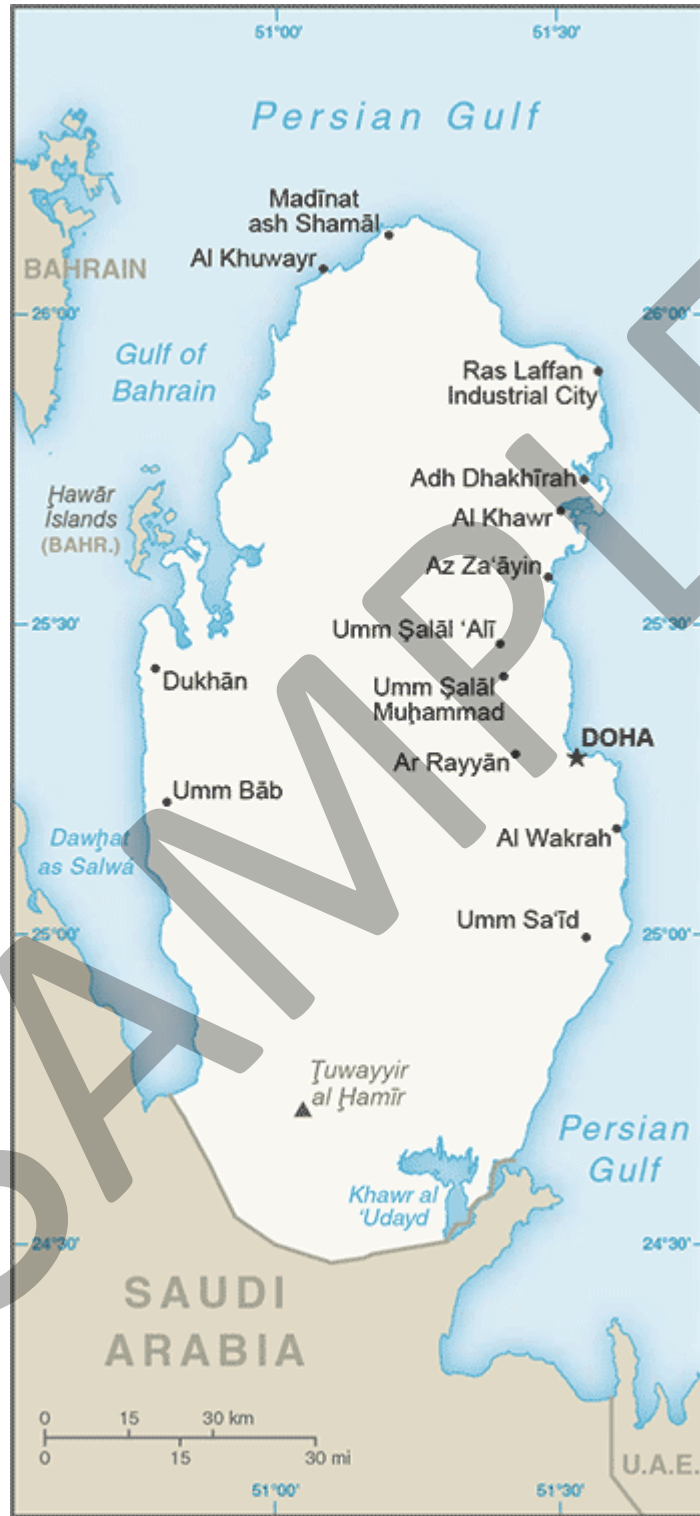 51°00'
51°30'
Persian Gulf
Madīnat
ash Shamāl
Al Khuwayr
BAHRAIN
26°00'
26°00'
Gulf of
Bahrain
Ras Laffan
Industrial City
Adh Dhakhīrah
Ḩawār
Islands
(BAHR.)
Al Khawr
Az Za‘āyin
25°30'
25°30'
Umm Şalāl ‘Alī
Dukhān
Umm Şalāl
Muḩammad
DOHA
Ar Rayyān
Umm Bāb
Dawḩat
as Salwá
Al Wakrah
Umm Sa‘īd
25°00'
25°00'
Ţuwayyir
al Ḩamīr
Persian
Gulf
Khawr al
‘Udayd
24°30'
24°30'
SAUDI
ARABIA
0 15 30 km
0 15 30 mi
U.A.E.
51°00'
51°30'
SAMPLE